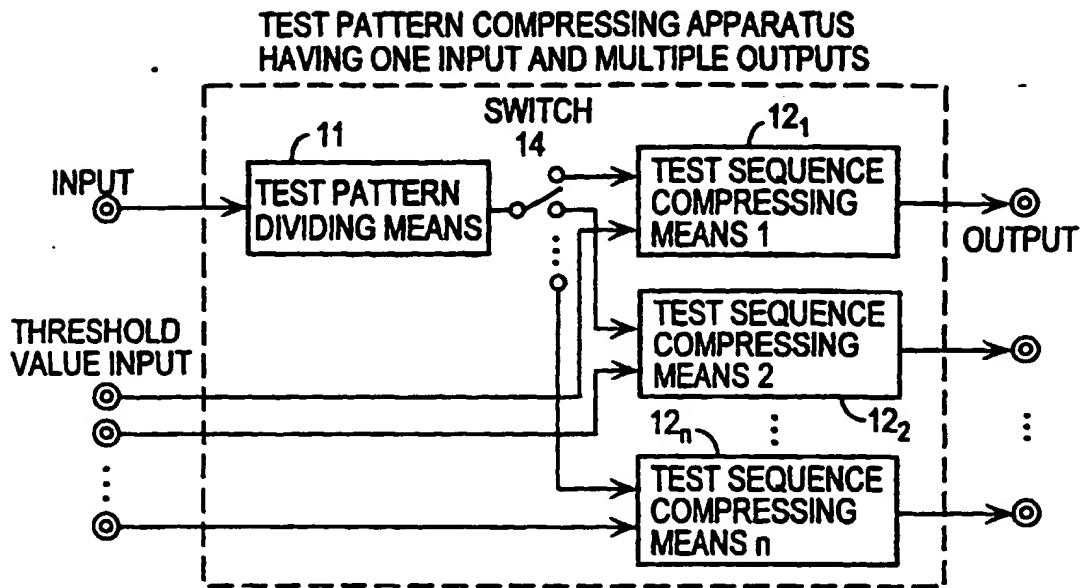 TEST PATTERN COMPRESSING APPARATUS
HAVING ONE INPUT AND MULTIPLE OUTPUTS
SWITCH
14
11
12₁
INPUT
TEST PATTERN
DIVIDING MEANS
TEST SEQUENCE
COMPRESSING
MEANS 1
OUTPUT
THRESHOLD
VALUE INPUT
TEST SEQUENCE
COMPRESSING
MEANS 2
12₂
12ₙ
TEST SEQUENCE
COMPRESSING
MEANS n